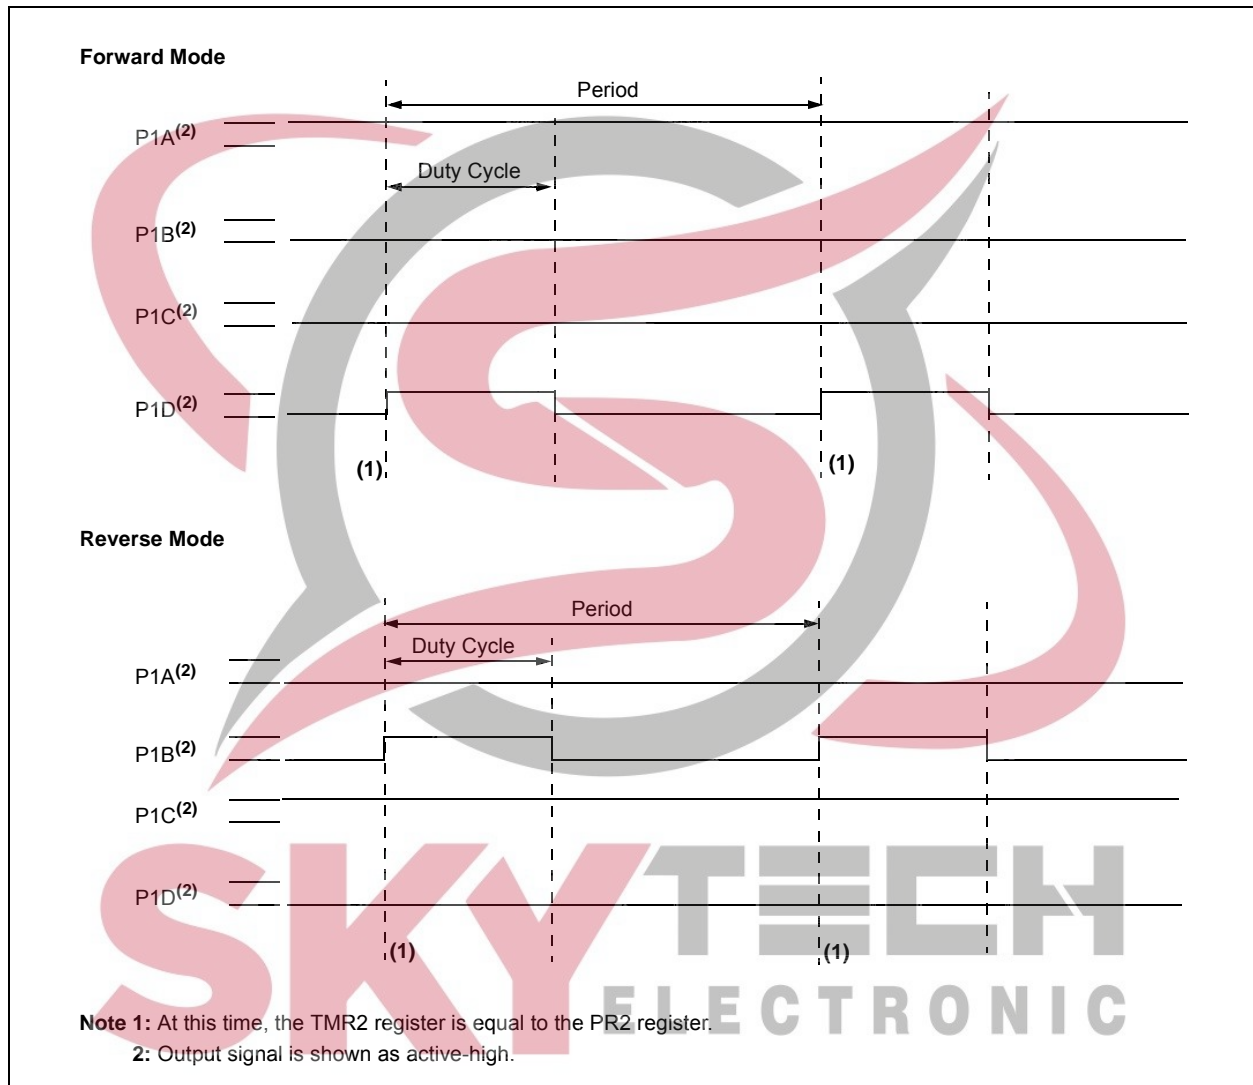 Forward Mode
Period
P1A(2)
Duty Cycle
P1B(2)
P1C(2)
P1D(2)
(1)
(1)
Reverse Mode
Period
Duty Cycle
P1A(2)
P1B(2)
P1C(2)
P1D(2)
(1)
(1)
SKYTECH
ELECTRONIC
Note 1: At this time, the TMR2 register is equal to the PR2 register.
2: Output signal is shown as active-high.